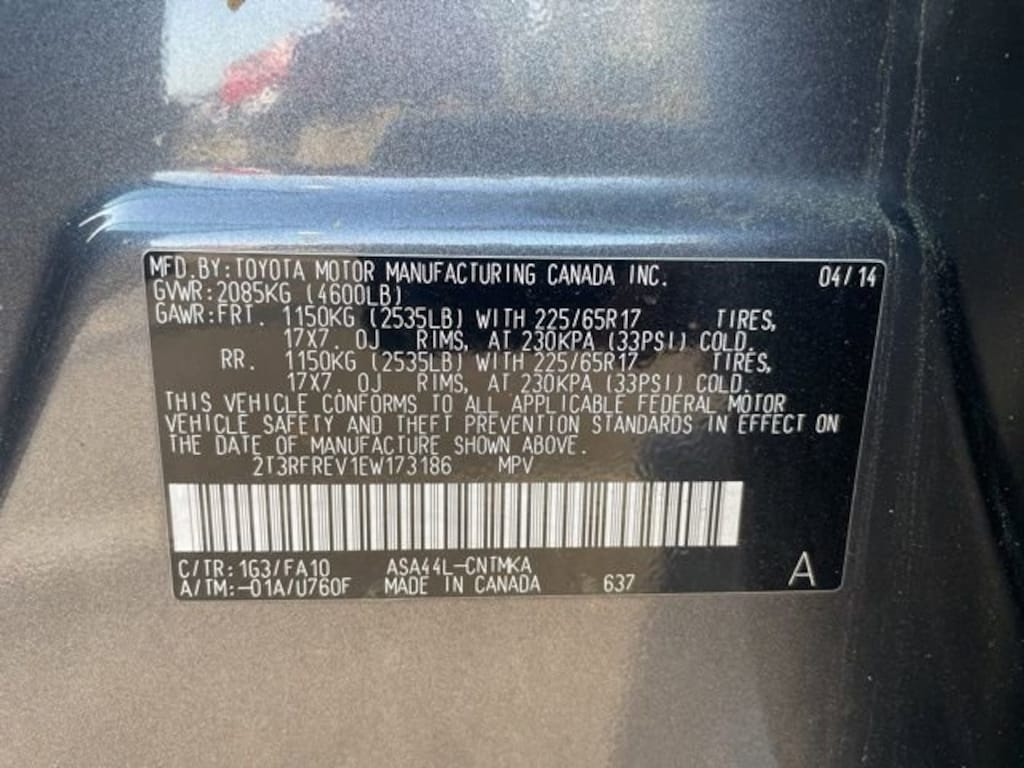 MFD.BY:TOYOTA MOTOR MANUFACTURING CANADA INC. 04/14
GVWR:2085KG (4600LB)
GAWR:FRT. 1150KG (2535LB) WITH 225/65R17 TIRES,
17X7.0J RIMS, AT 230KPA (33PSI) COLD.
RR. 1150KG (2535LB) WITH 225/65R17 TIRES,
17X7.0J RIMS, AT 230KPA (33PSI) COLD.
THIS VEHICLE CONFORMS TO ALL APPLICABLE FEDERAL MOTOR
VEHICLE SAFETY AND THEFT PREVENTION STANDARDS IN EFFECT ON
THE DATE OF MANUFACTURE SHOWN ABOVE.
2T3RFREV1EW173186 MPV
C/TR:1G3/FA10 ASA44L-CNTMKA
A/TM:-01A/U760F MADE IN CANADA 637 A